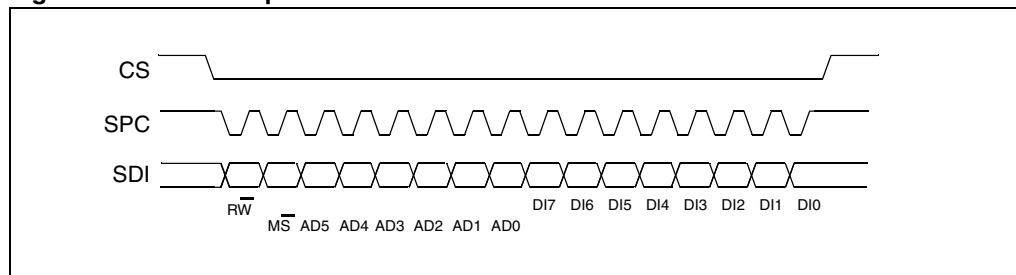 CS
SPC
SDI
RW
DI7 DI6 DI5 DI4 DI3 DI2 DI1 DI0
MS AD5 AD4 AD3 AD2 AD1 AD0